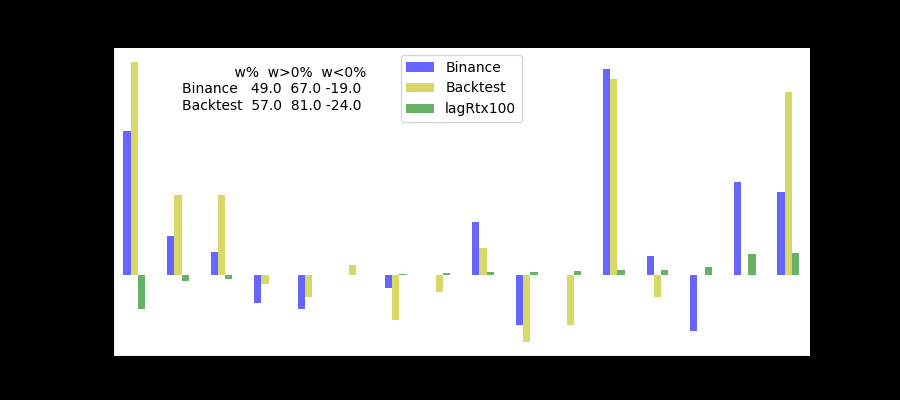 w%  w>0%  w<0%
Binance   49.0  67.0 -19.0
Backtest  57.0  81.0 -24.0
Binance
Backtest
lagRtx100